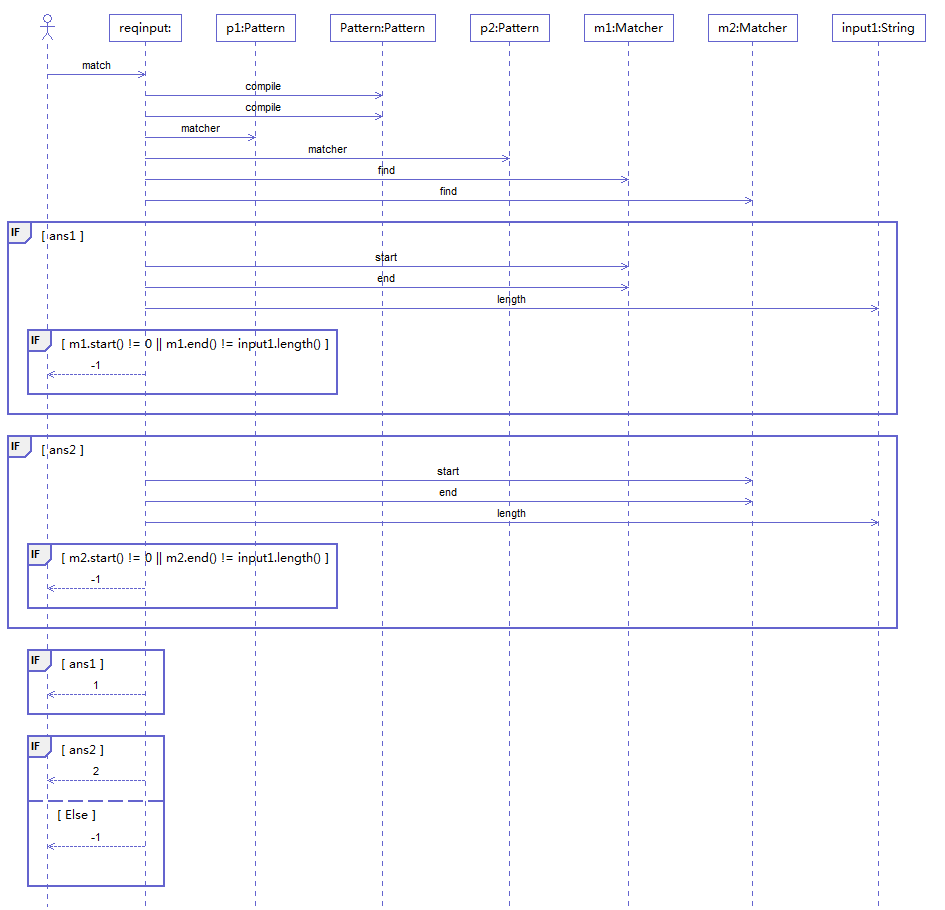 reqinput:
p1:Pattern
Pattern:Pattern
p2:Pattern
m1:Matcher
m2:Matcher
input1:String
match
compile
compile
matcher
matcher
find
find
IF
[ ans1 ]
start
end
length
IF
[ m1.start() != 0 || m1.end() != input1.length() ]
-1
IF
[ ans2 ]
start
end
length
IF
[ m2.start() != 0 || m2.end() != input1.length() ]
-1
IF
[ ans1 ]
1
IF
[ ans2 ]
2
[ Else ]
-1